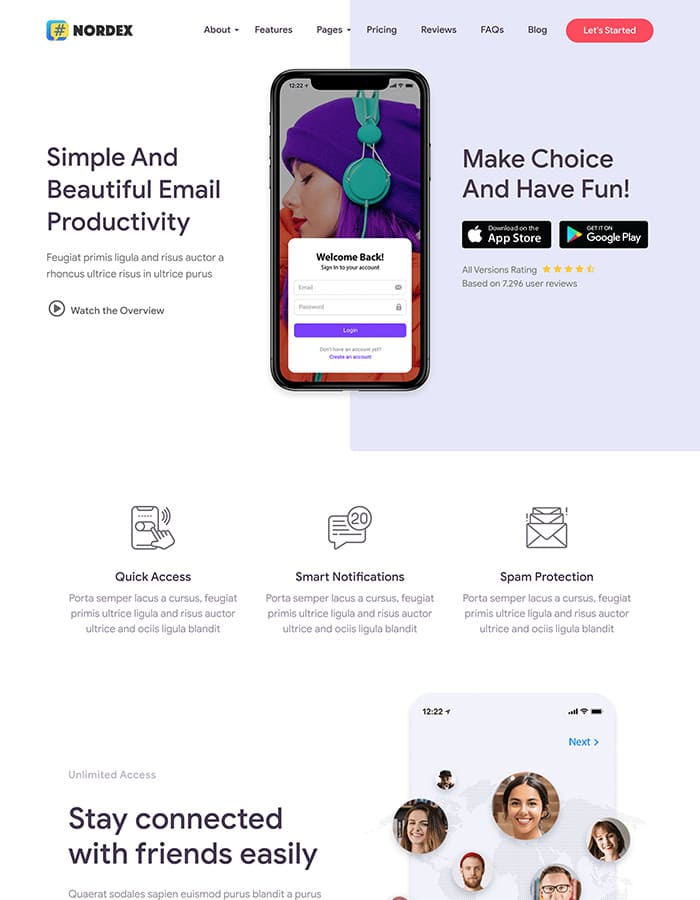 # NORDEX
About
Features
Pages
Pricing
Reviews
FAQs
Blog
Let's Started
Simple And
Beautiful Email
Productivity
Feugiat primis ligula and risus auctor a
rhoncus ultrice risus in ultrice purus
Watch the Overview
12:22
Welcome Back!
Sign In to your account
Email
Password
Login
Don't have an account yet?
Create an account
Make Choice
And Have Fun!
Download on the
App Store
GET IT ON
Google Play
All Versions Rating
Based on 7.296 user reviews
20
Quick Access
Porta semper lacus a cursus, feugiat
primis ultrice ligula and risus auctor
ultrice and ociis ligula blandit
Smart Notifications
Porta semper lacus a cursus, feugiat
primis ultrice ligula and risus auctor
ultrice and ociis ligula blandit
Spam Protection
Porta semper lacus a cursus, feugiat
primis ultrice ligula and risus auctor
ultrice and ociis ligula blandit
Unlimited Access
Stay connected
with friends easily
Quaerat sodales sapien euismod purus blandit a purus
12:22
Next >